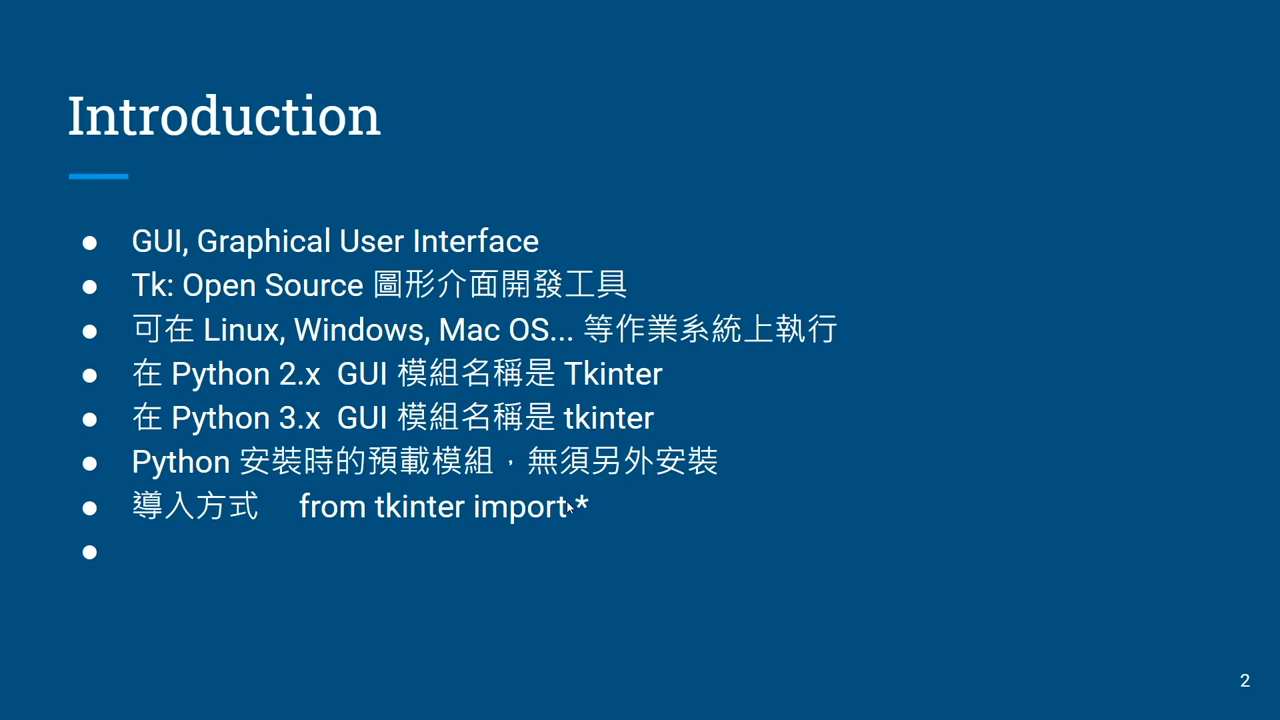 Introduction
● GUI, Graphical User Interface
● Tk: Open Source 圖形介面開發工具
● 可在 Linux, Windows, Mac OS... 等作業系統上執行
● 在 Python 2.x  GUI 模組名稱是 Tkinter
● 在 Python 3.x  GUI 模組名稱是 tkinter
● Python 安裝時的預載模組，無須另外安裝
● 導入方式　from tkinter import *
●
2